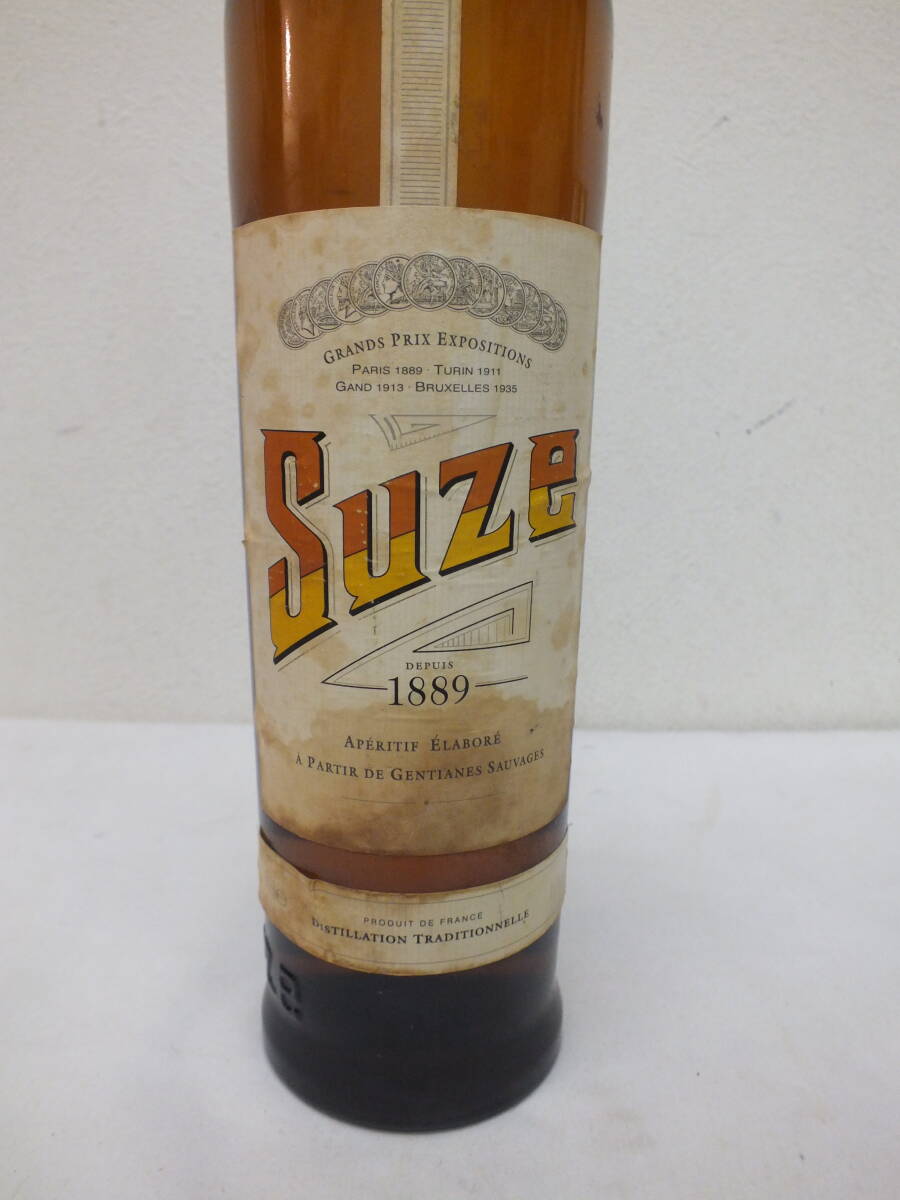 GRANDS PRIX EXPOSITIONS
PARIS 1889 · TURIN 1911
GAND 1913 · BRUXELLES 1935
Suze
DEPUIS
1889
APÉRITIF ÉLABORÉ
À PARTIR DE GENTIANES SAUVAGES
PRODUIT DE FRANCE
DISTILLATION TRADITIONNELLE